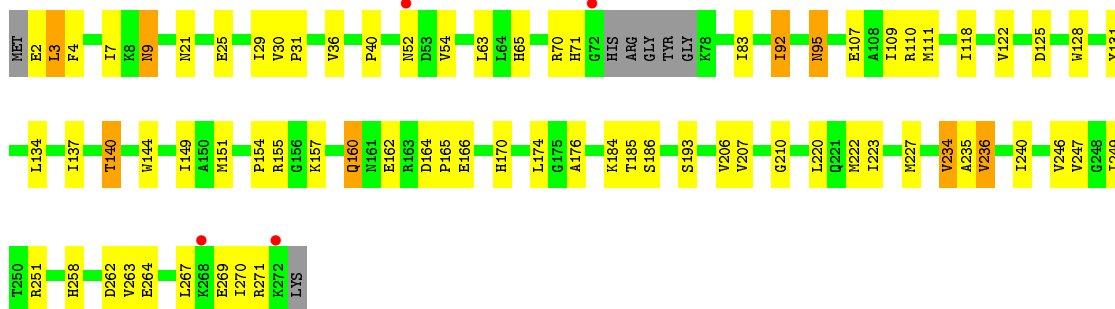 MET E2 L3 F4 I7 K8 N9 N21 E25 I29 V30 P31 V36 P40 N52 D53 V54 L63 L64 H65 R70 H71 G72 HIS ARG GLY TYR GLY K78 I83 I92 N95 E107 A108 I109 R110 M111 I118 V122 D125 W128
L134 I137 T140 W144 I149 A150 M151 P154 R155 G156 K157 Q160 N161 E162 R163 D164 P165 E166 H170 L174 G175 A176 K184 T185 S186 S193 V206 V207 G210 L220 Q221 M222 I223 M227 V234 A235 V236 I240 V246 V247 G248
T250 R251 H258 D262 V263 E264 L267 K268 E269 I270 R271 K272 LYS